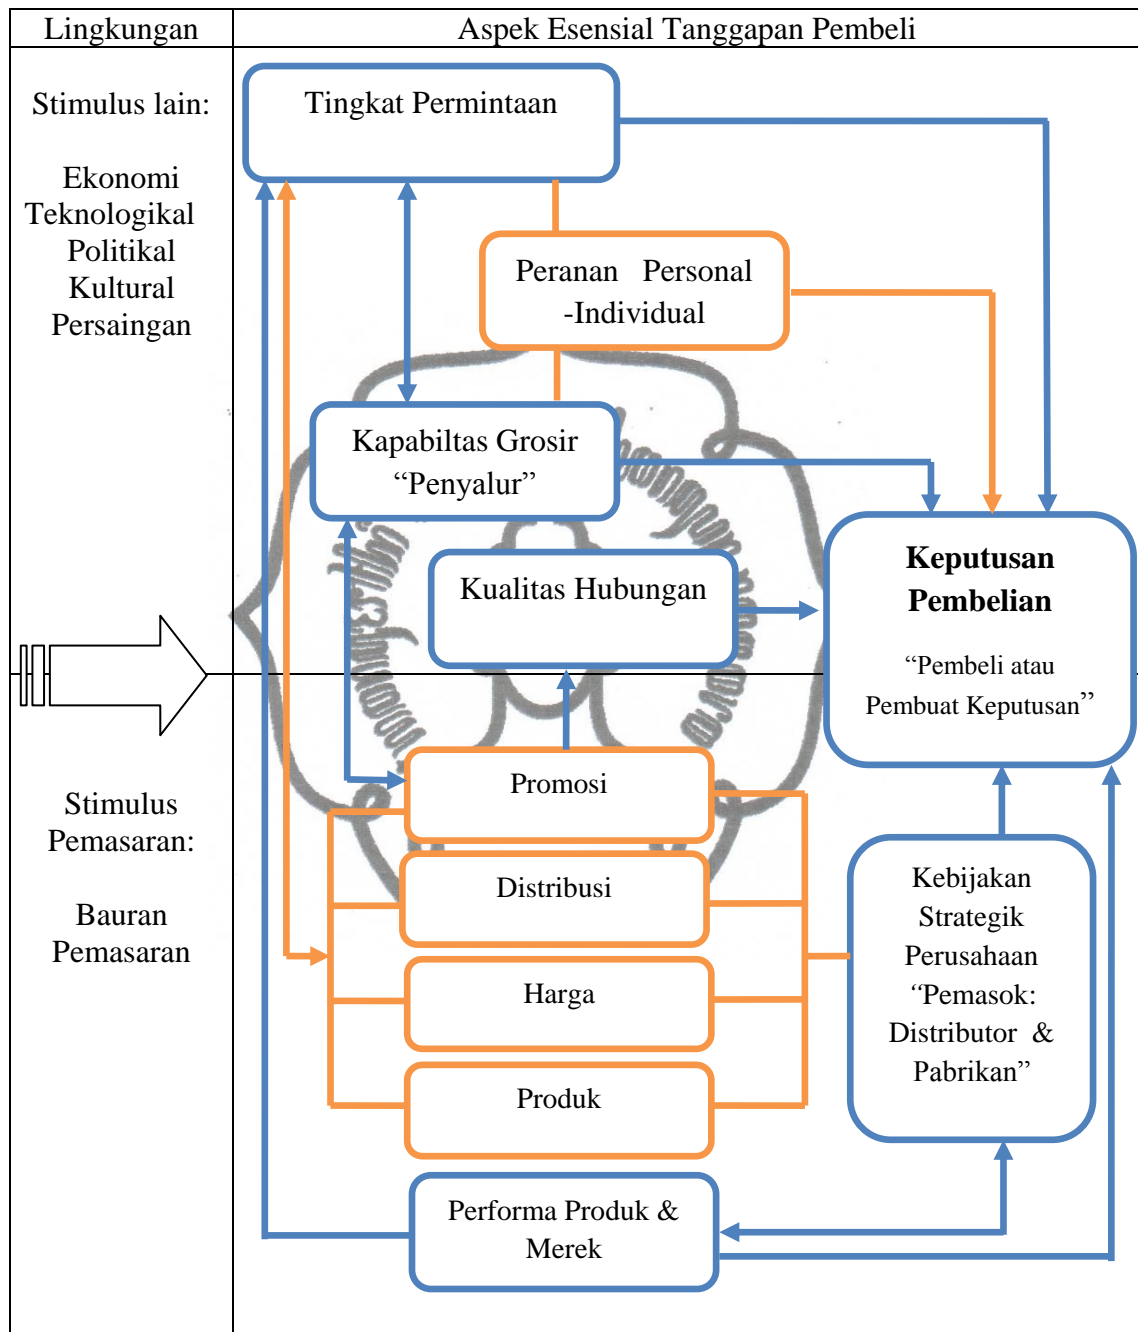 Lingkungan
Aspek Esensial Tanggapan Pembeli
Stimulus lain:
Ekonomi
Teknologikal
Politikal
Kultural
Persaingan
Tingkat Permintaan
Peranan Personal
-Individual
Kapabiltas Grosir
“Penyalur”
Kualitas Hubungan
Keputusan
Pembelian
“Pembeli atau
Pembuat Keputusan”
Stimulus
Pemasaran:
Bauran
Pemasaran
Promosi
Distribusi
Harga
Produk
Kebijakan
Strategik
Perusahaan
“Pemasok:
Distributor &
Pabrikan”
Performa Produk &
Merek